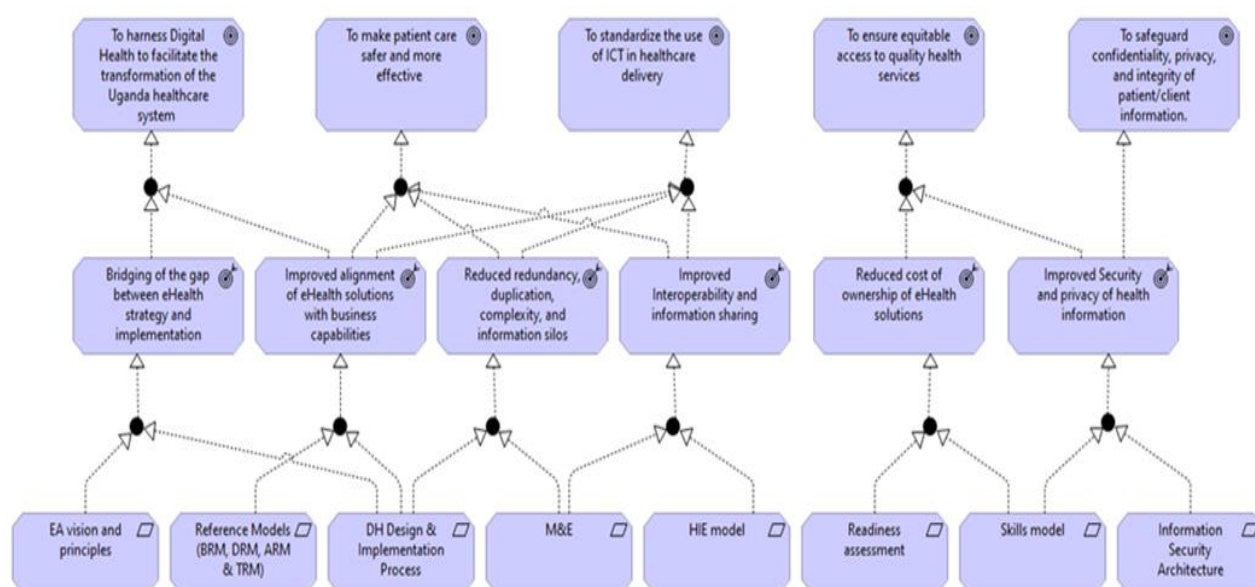 To harness Digital
Health to facilitate the
transformation of the
Uganda healthcare
system
To make patient care
safer and more
effective
To standardize the use
of ICT in healthcare
delivery
To ensure equitable
access to quality health
services
To safeguard
confidentiality, privacy,
and integrity of
patient/client
information.
Bridging of the gap
between eHealth
strategy and
implementation
Improved alignment
of eHealth solutions
with business
capabilities
Reduced redundancy,
duplication,
complexity, and
information silos
Improved
Interoperability and
information sharing
Reduced cost of
ownership of eHealth
solutions
Improved Security
and privacy of health
information
EA vision and
principles
Reference Models
(BRM, DRM, ARM
& TRM)
DH Design &
Implementation
Process
M&E
HIE model
Readiness
assessment
Skills model
Information
Security
Architecture